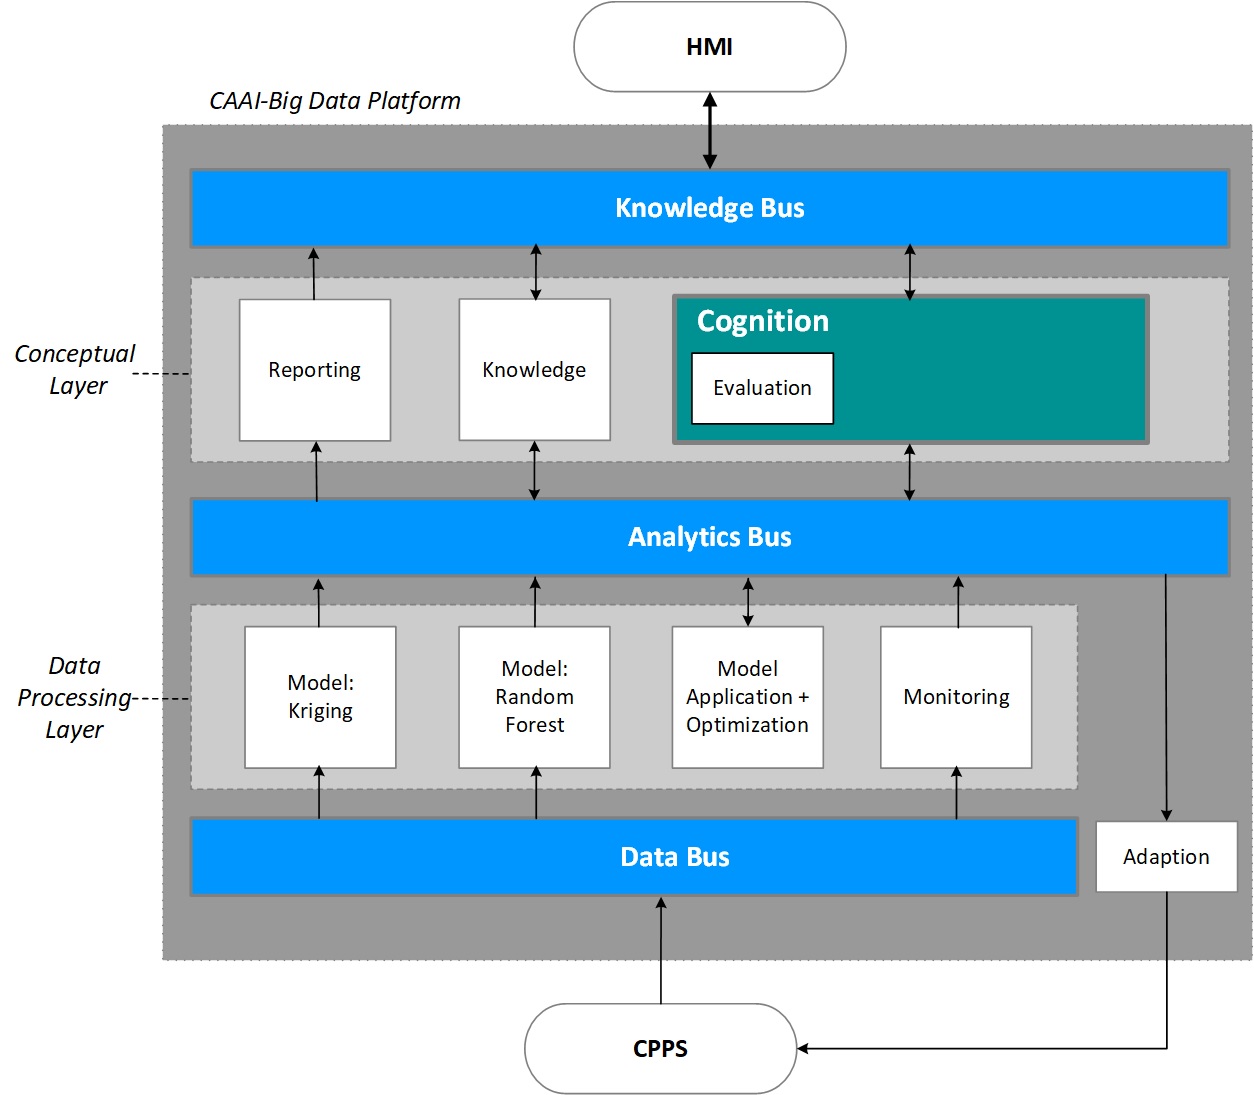 HMI
CAAI-Big Data Platform
Knowledge Bus
Conceptual
Layer
Reporting
Knowledge
Cognition
Evaluation
Analytics Bus
Data
Processing
Layer
Model:
Kriging
Model:
Random
Forest
Model
Application +
Optimization
Monitoring
Data Bus
Adaption
CPPS